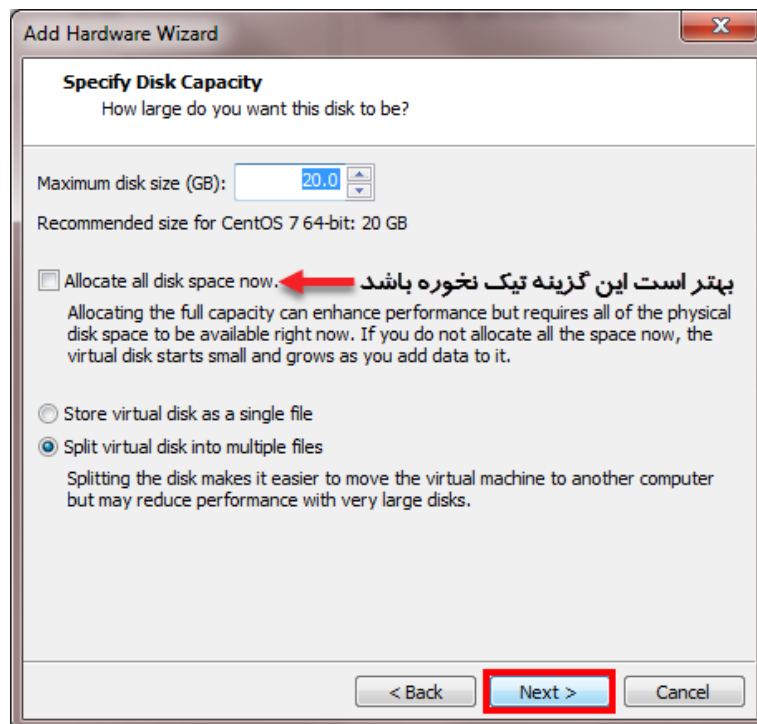 Add Hardware Wizard
Specify Disk Capacity
How large do you want this disk to be?
Maximum disk size (GB): 20.0
Recommended size for CentOS 7 64-bit: 20 GB
Allocate all disk space now. بهتر است این گزینه تیک نخوره باشد
Allocating the full capacity can enhance performance but requires all of the physical
disk space to be available right now. If you do not allocate all the space now, the
virtual disk starts small and grows as you add data to it.
Store virtual disk as a single file
Split virtual disk into multiple files
Splitting the disk makes it easier to move the virtual machine to another computer
but may reduce performance with very large disks.
< Back Next > Cancel